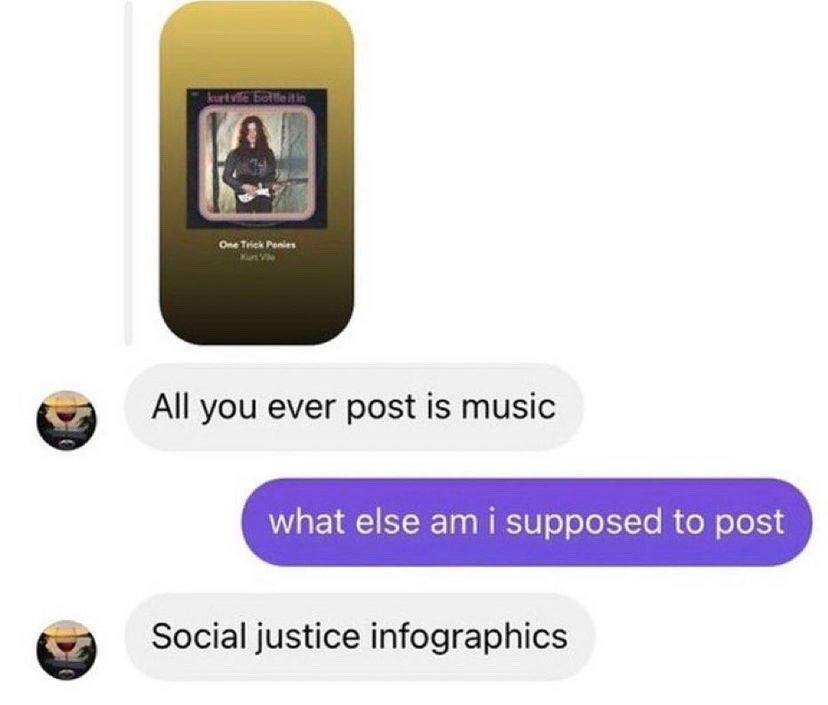 kurt vile bottle it in
One Trick Ponies
Kurt Vile
All you ever post is music
what else am i supposed to post
Social justice infographics